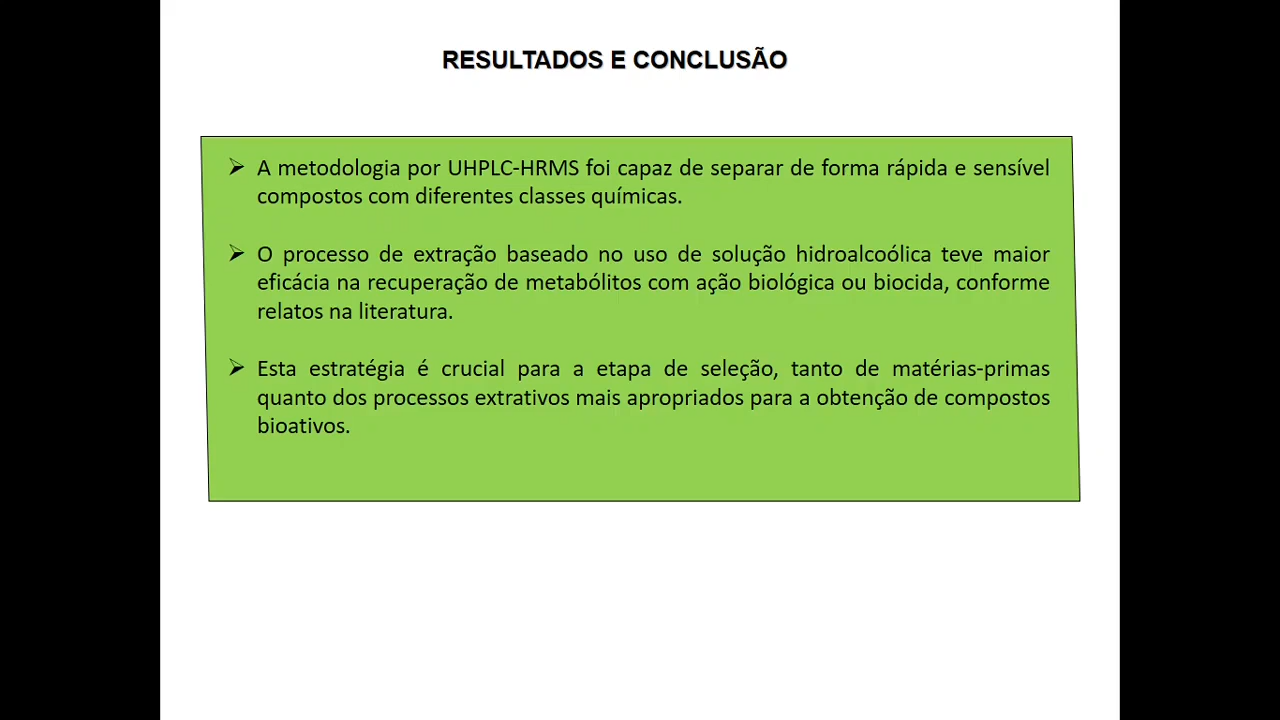 RESULTADOS E CONCLUSÃO
➢ A metodologia por UHPLC-HRMS foi capaz de separar de forma rápida e sensível
compostos com diferentes classes químicas.
➢ O processo de extração baseado no uso de solução hidroalcoólica teve maior
eficácia na recuperação de metabólitos com ação biológica ou biocida, conforme
relatos na literatura.
➢ Esta estratégia é crucial para a etapa de seleção, tanto de matérias-primas
quanto dos processos extrativos mais apropriados para a obtenção de compostos
bioativos.